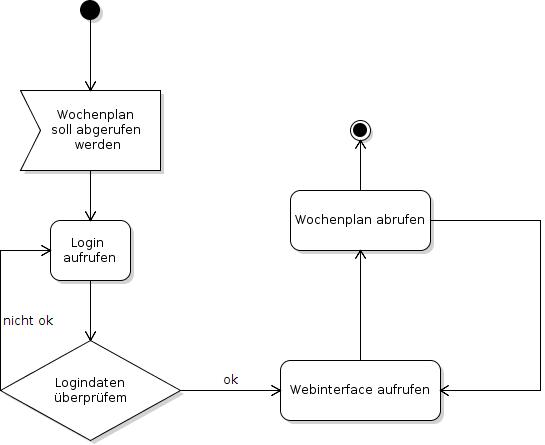 Wochenplan
soll abgerufen
werden
Login
aufrufen
nicht ok
Logindaten
überprüfem
ok
Wochenplan abrufen
Webinterface aufrufen